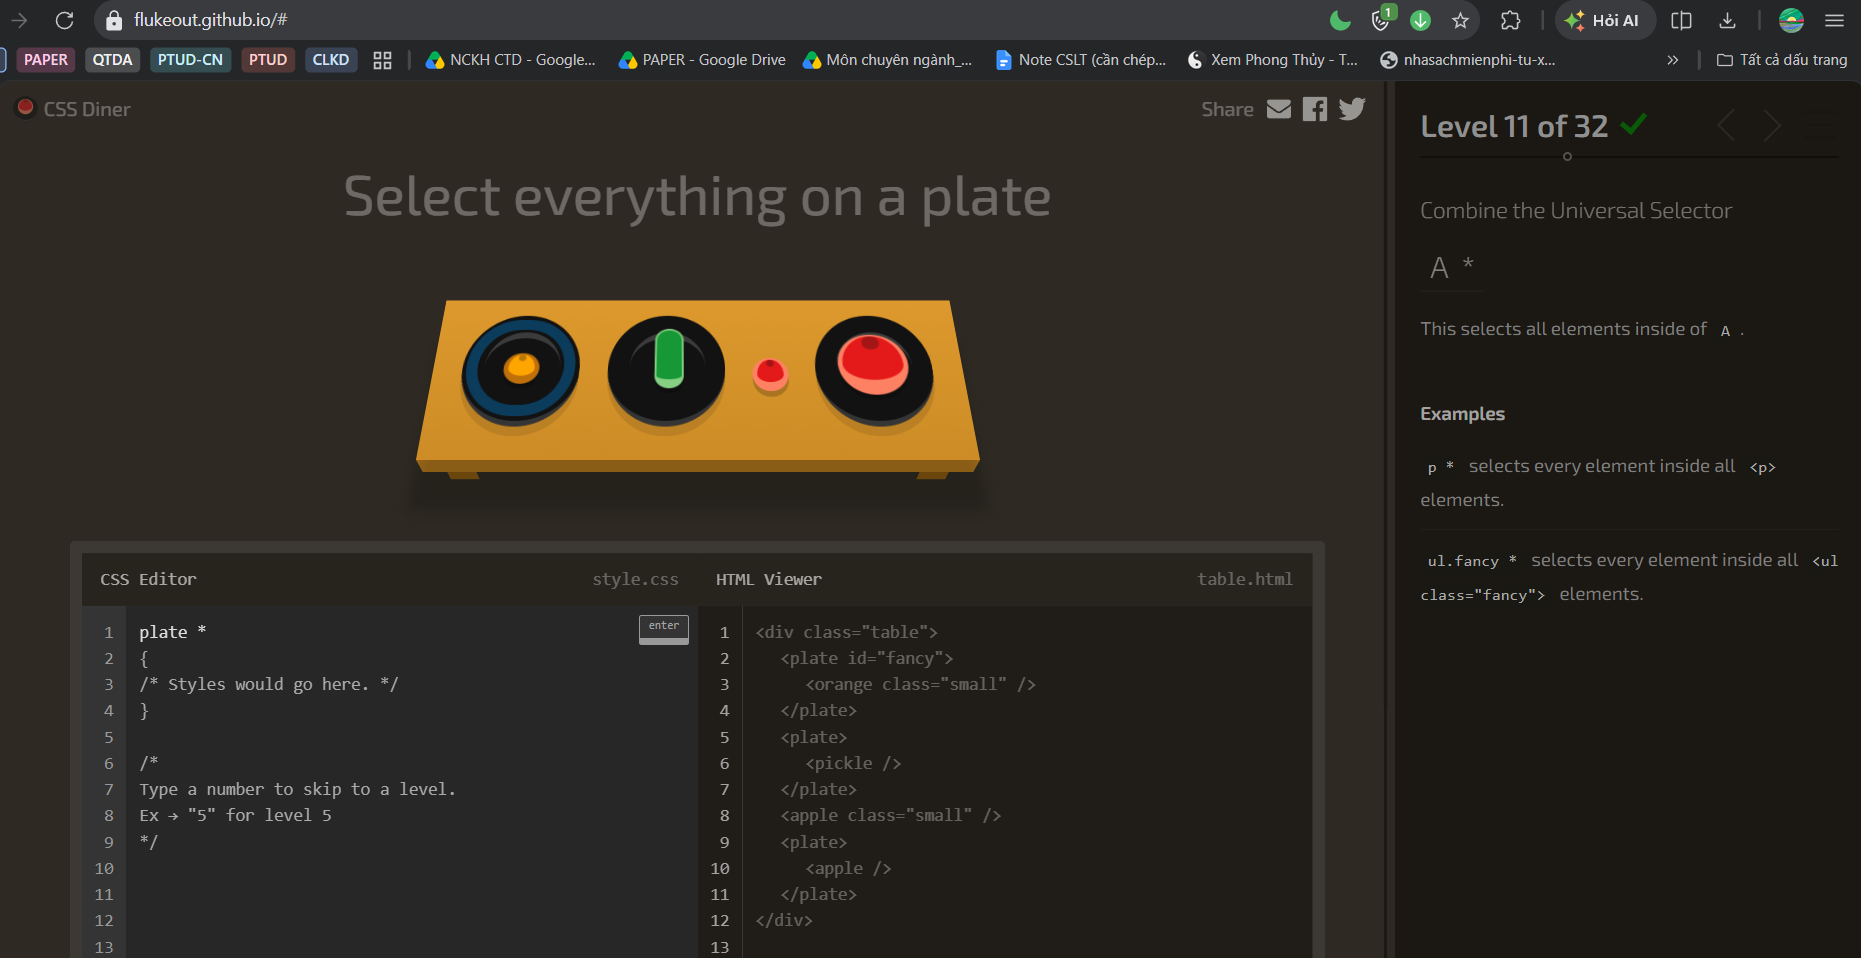 flukeout.github.io/#
1
Hỏi AI
PAPER QTDA PTUD-CN PTUD CLKD NCKH CTD - Google... PAPER - Google Drive Môn chuyên ngành_... Note CSLT (cần chép... Xem Phong Thủy - T... nhasachmienphi-tu-x... » Tất cả dấu trang
CSS Diner
Share
Select everything on a plate
CSS Editor style.css
1 plate *
2 {
3 /* Styles would go here. */
4 }
5
6 /*
7 Type a number to skip to a level.
8 Ex → "5" for level 5
9 */
10
11
12
13
enter
HTML Viewer table.html
1 <div class="table">
2 <plate id="fancy">
3 <orange class="small" />
4 </plate>
5 <plate>
6 <pickle />
7 </plate>
8 <apple class="small" />
9 <plate>
10 <apple />
11 </plate>
12 </div>
13
Level 11 of 32
Combine the Universal Selector
A *
This selects all elements inside of A .
Examples
p * selects every element inside all <p>
elements.
ul.fancy * selects every element inside all <ul
class="fancy"> elements.